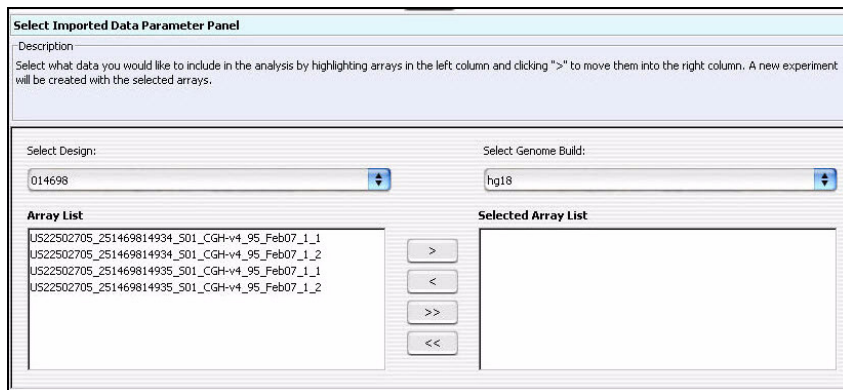 Select Imported Data Parameter Panel
Description
Select what data you would like to include in the analysis by highlighting arrays in the left column and clicking ">" to move them into the right column. A new experiment
will be created with the selected arrays.
Select Design:
Select Genome Build:
014698
hg18
Array List
Selected Array List
US22502705_251469814934_S01_CGH-v4_95_Feb07_1_1
US22502705_251469814934_S01_CGH-v4_95_Feb07_1_2
US22502705_251469814935_S01_CGH-v4_95_Feb07_1_1
US22502705_251469814935_S01_CGH-v4_95_Feb07_1_2
>
<
>>
<<